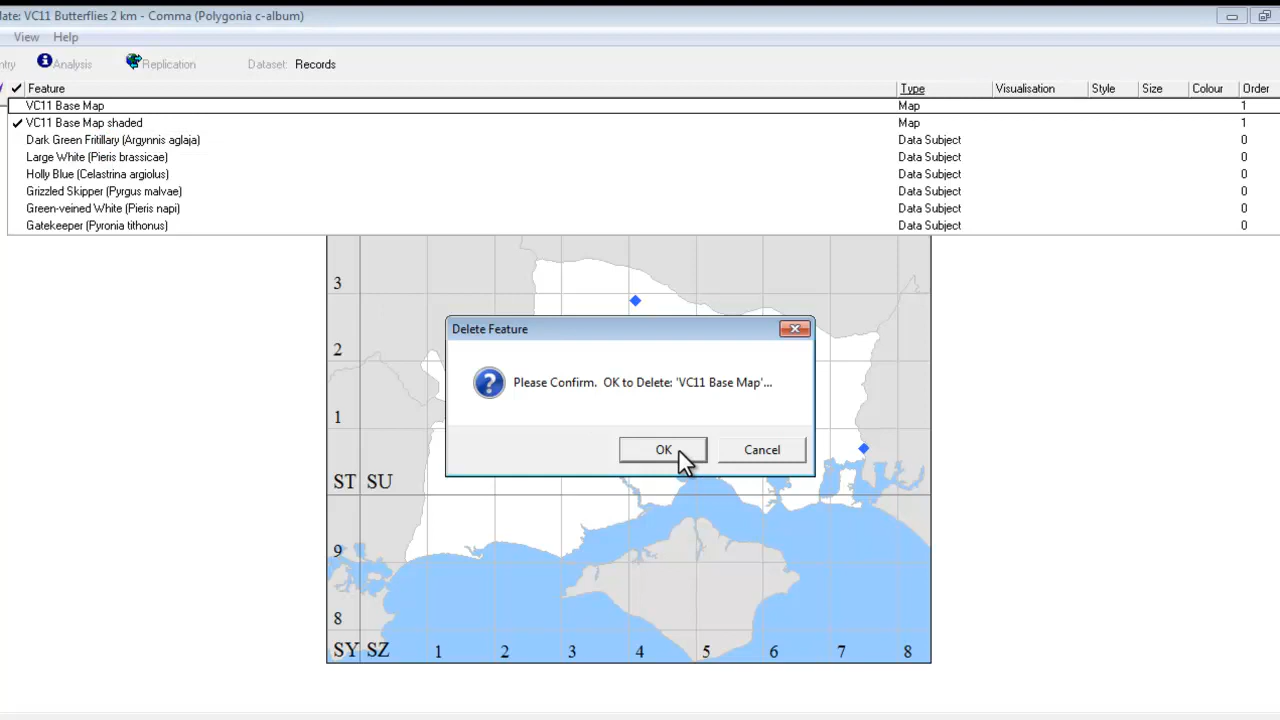 late: VC11 Butterflies 2 km - Comma (Polygonia c-album)
View Help
ntry Analysis Replication Dataset: Records
Feature Type Visualisation Style Size Colour Order
VC11 Base Map Map 1
VC11 Base Map shaded Map 1
Dark Green Fritillary (Argynnis aglaja) Data Subject 0
Large White (Pieris brassicae) Data Subject 0
Holly Blue (Celastrina argiolus) Data Subject 0
Grizzled Skipper (Pyrgus malvae) Data Subject 0
Green-veined White (Pieris napi) Data Subject 0
Gatekeeper (Pyronia tithonus) Data Subject 0
3
Delete Feature
2
Please Confirm. OK to Delete: 'VC11 Base Map'...
1
OK Cancel
ST SU
9
8
SY SZ 1 2 3 4 5 6 7 8